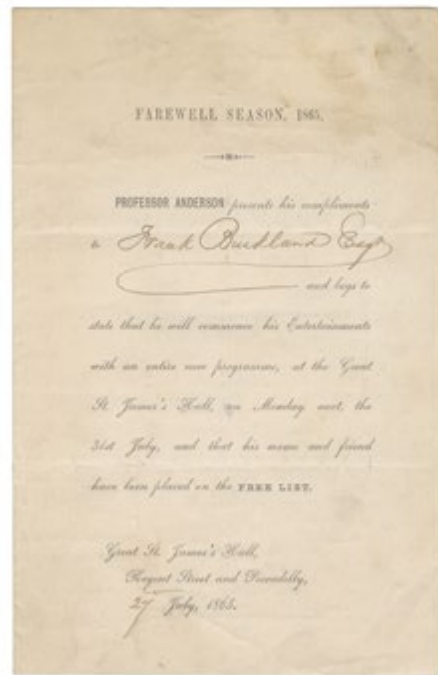 FAREWELL SEASON, 1865.
PROFESSOR ANDERSON presents his compliments
to Frank Buckland Esqr
and begs to
state that he will commence his Entertainments
with an entire new programme, at the Great
St. James's Hall, on Monday next, the
31st July, and that his name and friend
have been placed on the FREE LIST.
Great St. James's Hall,
Regent Street and Piccadilly,
27 July, 1865.